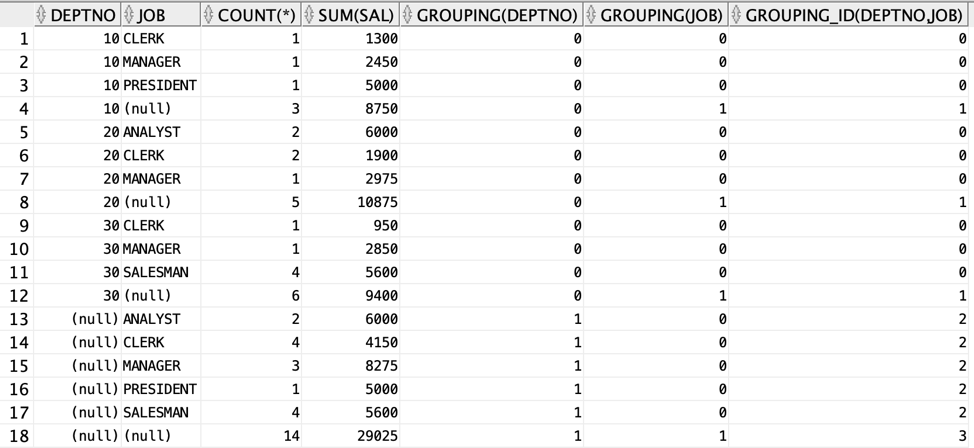 DEPTNO JOB COUNT(*) SUM(SAL) GROUPING(DEPTNO) GROUPING(JOB) GROUPING_ID(DEPTNO,JOB)
1 10 CLERK 1 1300 0 0 0
2 10 MANAGER 1 2450 0 0 0
3 10 PRESIDENT 1 5000 0 0 0
4 10 (null) 3 8750 0 1 1
5 20 ANALYST 2 6000 0 0 0
6 20 CLERK 2 1900 0 0 0
7 20 MANAGER 1 2975 0 0 0
8 20 (null) 5 10875 0 1 1
9 30 CLERK 1 950 0 0 0
10 30 MANAGER 1 2850 0 0 0
11 30 SALESMAN 4 5600 0 0 0
12 30 (null) 6 9400 0 1 1
13 (null) ANALYST 2 6000 1 0 2
14 (null) CLERK 4 4150 1 0 2
15 (null) MANAGER 3 8275 1 0 2
16 (null) PRESIDENT 1 5000 1 0 2
17 (null) SALESMAN 4 5600 1 0 2
18 (null) (null) 14 29025 1 1 3